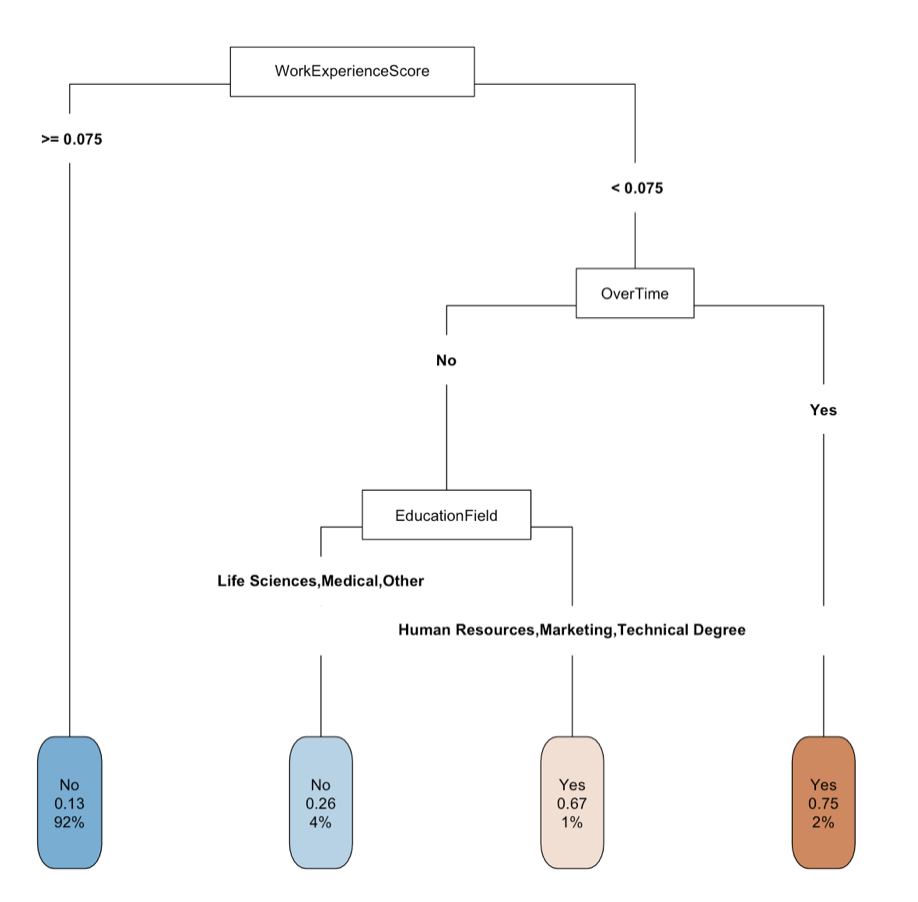 WorkExperienceScore
>= 0.075
< 0.075
OverTime
No
Yes
EducationField
Life Sciences,Medical,Other
Human Resources,Marketing,Technical Degree
No
0.13
92%
No
0.26
4%
Yes
0.67
1%
Yes
0.75
2%